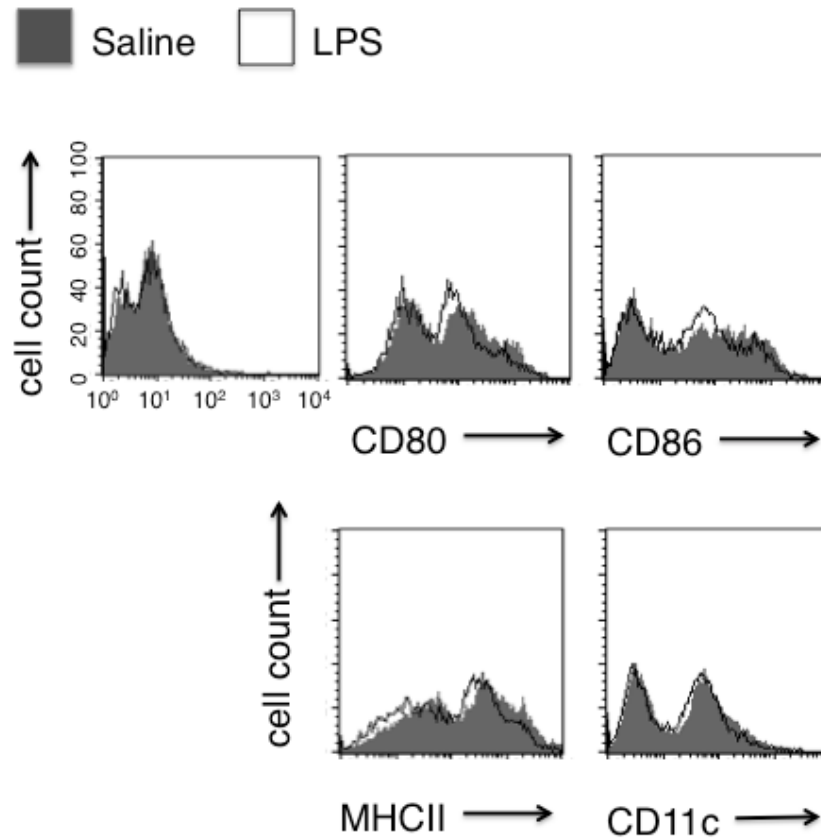 Saline LPS
cell count
100
80
60
40
20
0
10⁰ 10¹ 10² 10³ 10⁴
CD80 CD86
cell count
MHCII CD11c